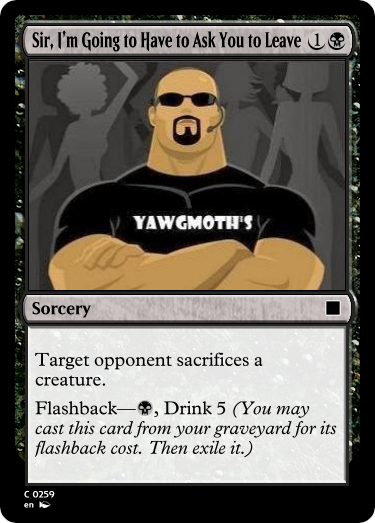 Sir, I'm Going to Have to Ask You to Leave 1
YAWGMOTH'S
Sorcery
Target opponent sacrifices a
creature.
Flashback—, Drink 5 (You may
cast this card from your graveyard for its
flashback cost. Then exile it.)
C 0259
en